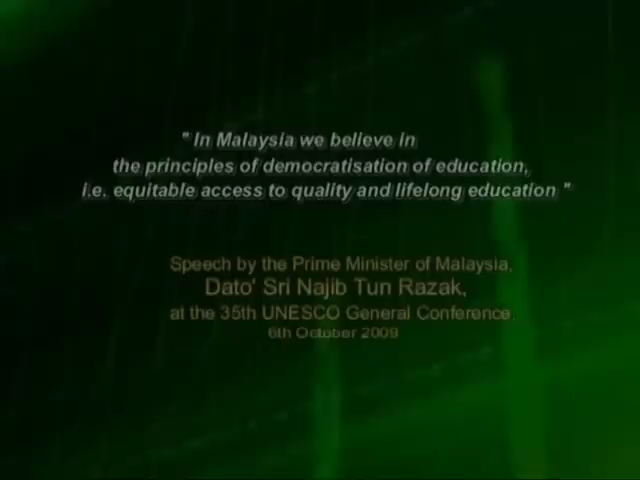 " In Malaysia we believe in
the principles of democratisation of education,
i.e. equitable access to quality and lifelong education "
Speech by the Prime Minister of Malaysia,
Dato' Sri Najib Tun Razak,
at the 35th UNESCO General Conference.
6th October 2009